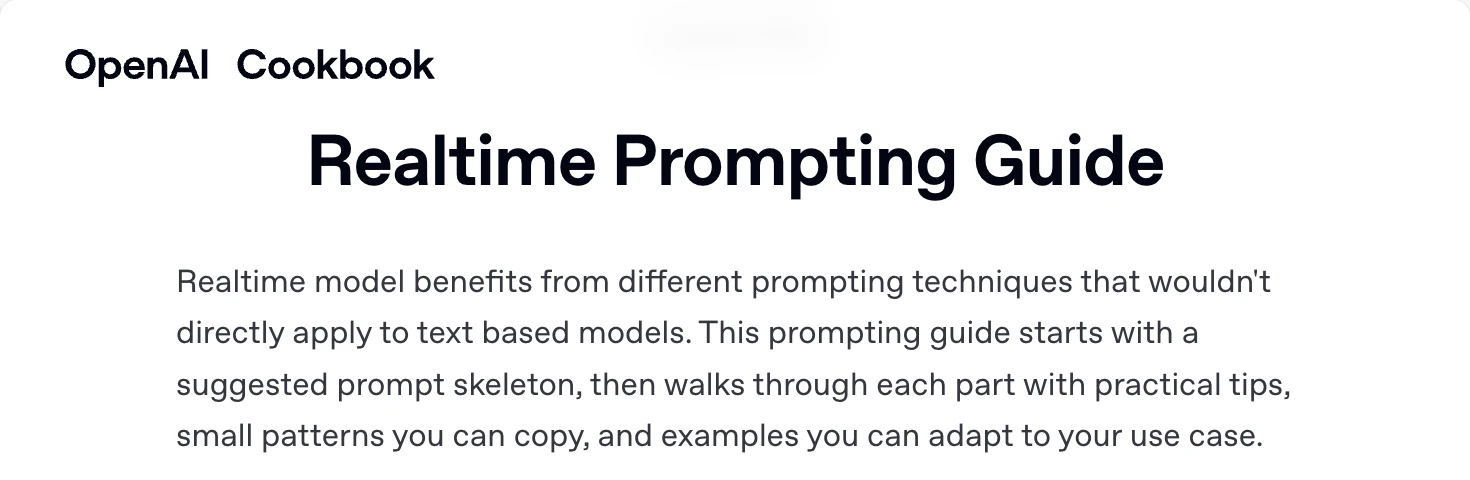 OpenAI Cookbook
Realtime Prompting Guide
Realtime model benefits from different prompting techniques that wouldn't
directly apply to text based models. This prompting guide starts with a
suggested prompt skeleton, then walks through each part with practical tips,
small patterns you can copy, and examples you can adapt to your use case.